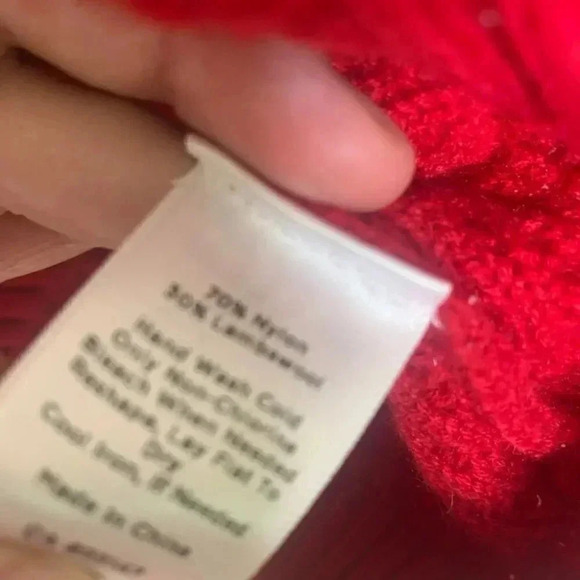 70% Nylon
30% Lambswool
Hand Wash Cold
Only Non-Chlorine
Bleach When Needed
Reshape, Lay Flat To
Dry
Cool Iron, If Needed
Made In China